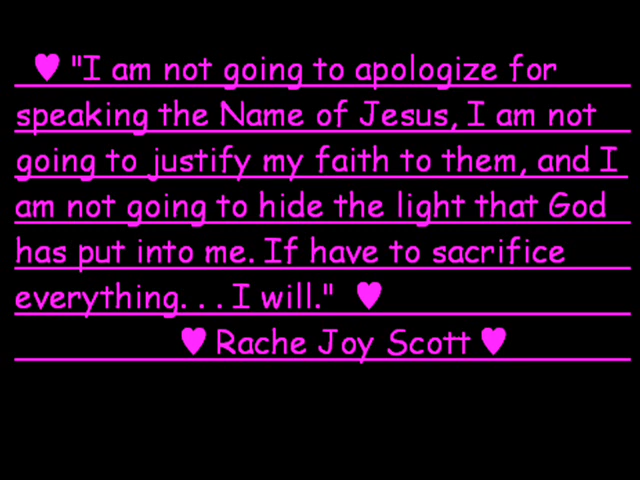 ♥ "I am not going to apologize for
speaking the Name of Jesus, I am not
going to justify my faith to them, and I
am not going to hide the light that God
has put into me. If have to sacrifice
everything. . . I will." ♥
♥ Rache Joy Scott ♥